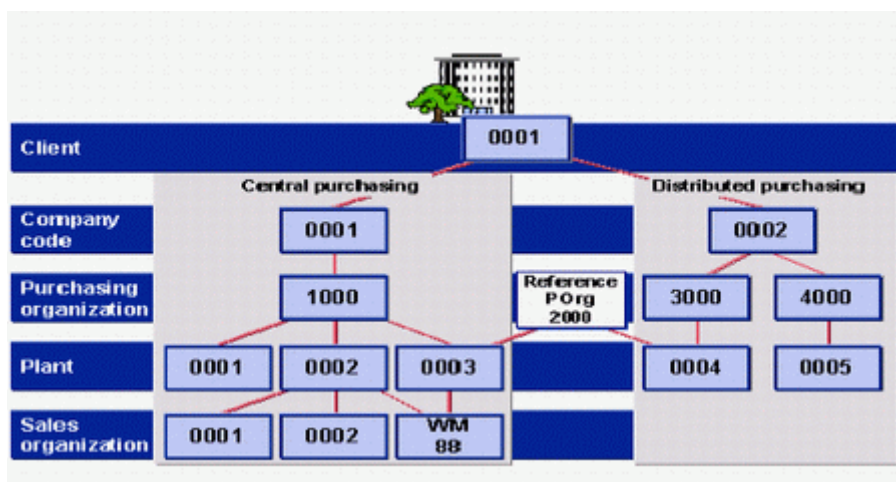 0001
Client
Central purchasing
Distributed purchasing
Company
code
0001
0002
Purchasing
organization
1000
Reference
POrg
2000
3000
4000
Plant
0001
0002
0003
0004
0005
Sales
organization
0001
0002
WM
88